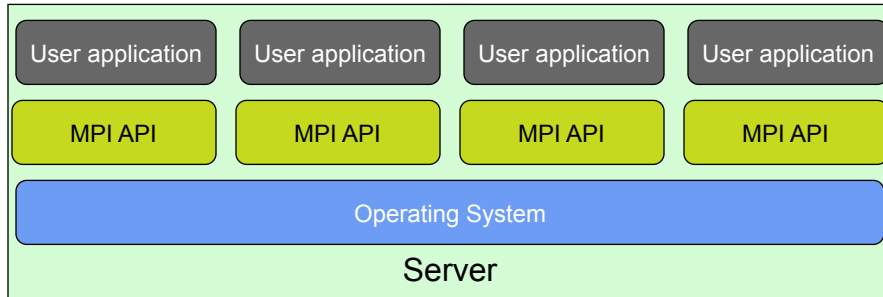 User application User application User application User application
MPI API MPI API MPI API MPI API
Operating System
Server